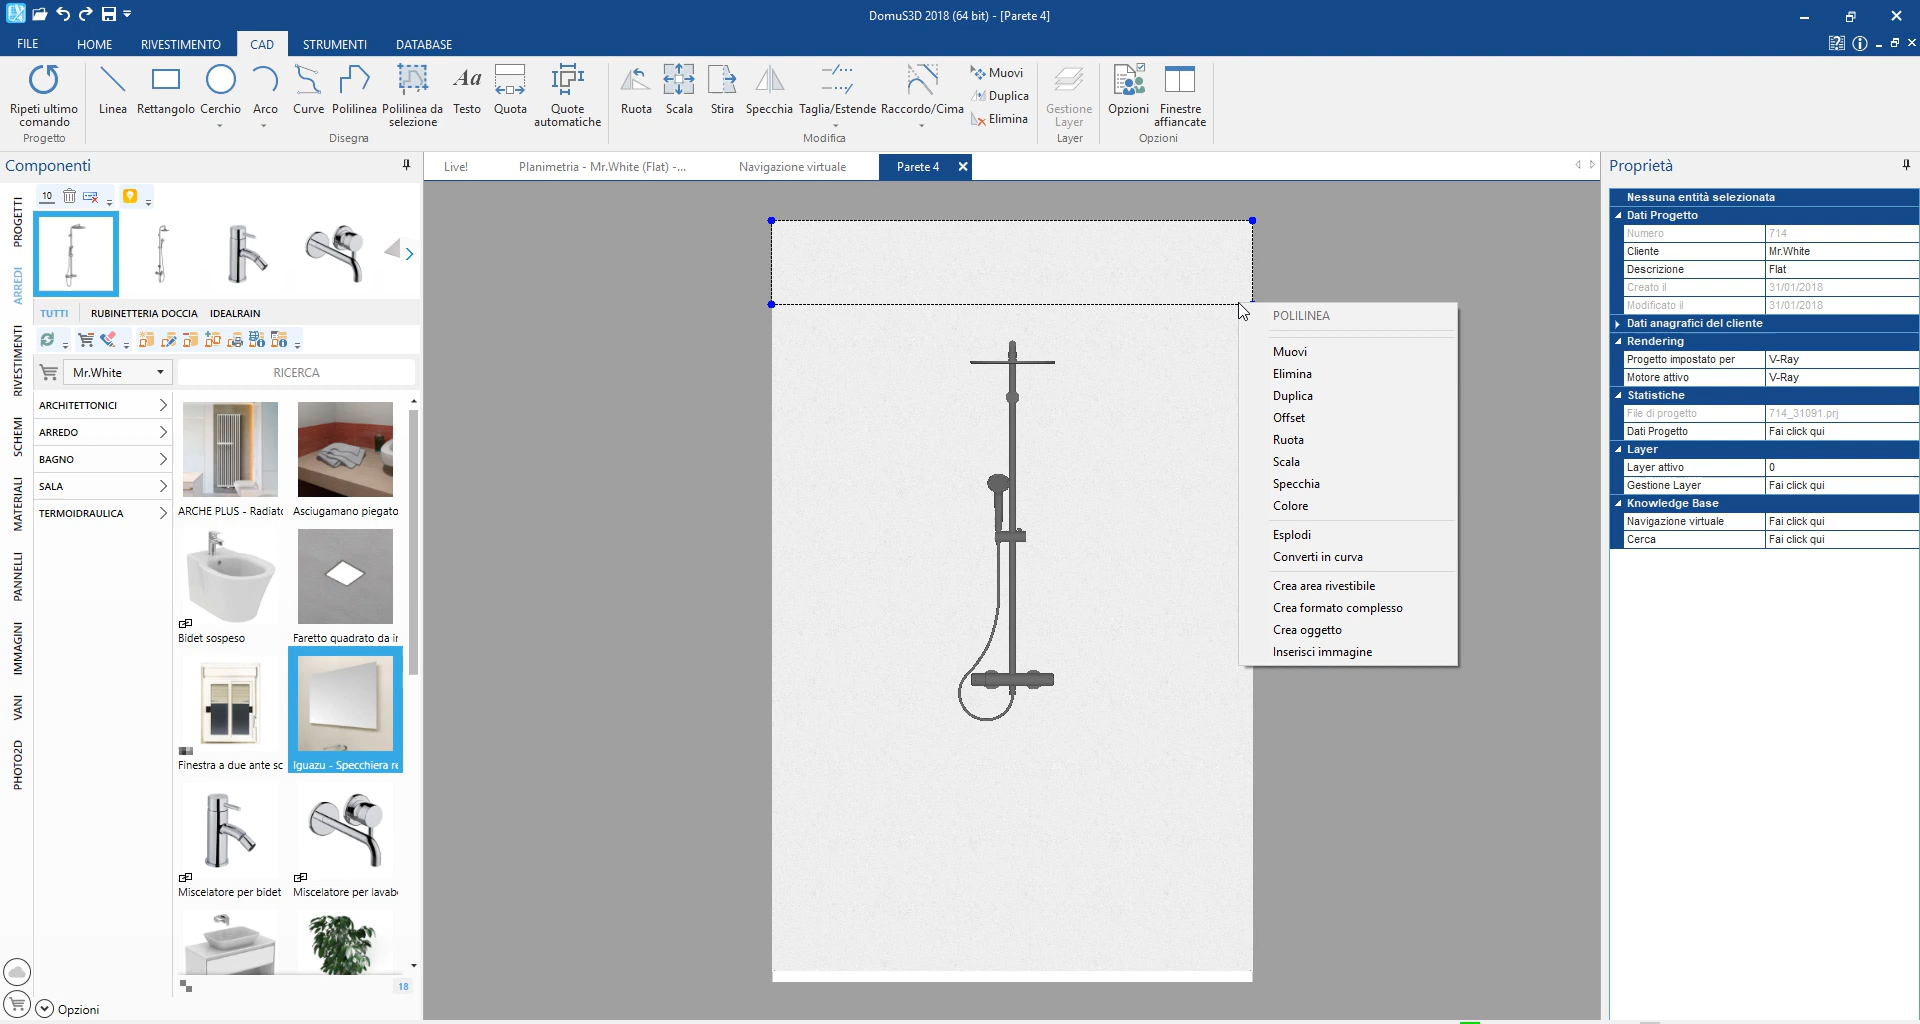 DomuS3D 2018 (64 bit) - [Parete 4]
FILE HOME RIVESTIMENTO CAD STRUMENTI DATABASE
Ripeti ultimo comando
Progetto
Linea
Rettangolo
Cerchio
Arco
Curve
Polilinea
Polilinea da selezione
Aa
Testo
Quota
Quote automatiche
Disegna
Ruota
Scala
Stira
Specchia
Taglia/Estende
Raccordo/Cima
Muovi
Duplica
Elimina
Modifica
Gestione Layer
Layer
Opzioni
Finestre affiancate
Opzioni
Componenti
10
PROGETTI
ARREDI
RIVESTIMENTI
SCHEMI
MATERIALI
PANNELLI
IMMAGINI
VANI
PHOTO2D
TUTTI RUBINETTERIA DOCCIA IDEALRAIN
Mr.White
RICERCA
ARCHITETTONICI
ARREDO
BAGNO
SALA
TERMOIDRAULICA
ARCHE PLUS - Radiato
Asciugamano piegato
Bidet sospeso
Faretto quadrato da ir
Finestra a due ante sc
Iguazu - Specchiera re
Miscelatore per bidet
Miscelatore per lavabo
18
Opzioni
Live! Planimetria - Mr.White (Flat) -... Navigazione virtuale Parete 4
POLILINEA
Muovi
Elimina
Duplica
Offset
Ruota
Scala
Specchia
Colore
Esplodi
Converti in curva
Crea area rivestibile
Crea formato complesso
Crea oggetto
Inserisci immagine
Proprietà
Nessuna entità selezionata
Dati Progetto
Numero 714
Cliente Mr.White
Descrizione Flat
Creato il 31/01/2018
Modificato il 31/01/2018
Dati anagrafici del cliente
Rendering
Progetto impostato per V-Ray
Motore attivo V-Ray
Statistiche
File di progetto 714_31091.prj
Dati Progetto Fai click qui
Layer
Layer attivo 0
Gestione Layer Fai click qui
Knowledge Base
Navigazione virtuale Fai click qui
Cerca Fai click qui